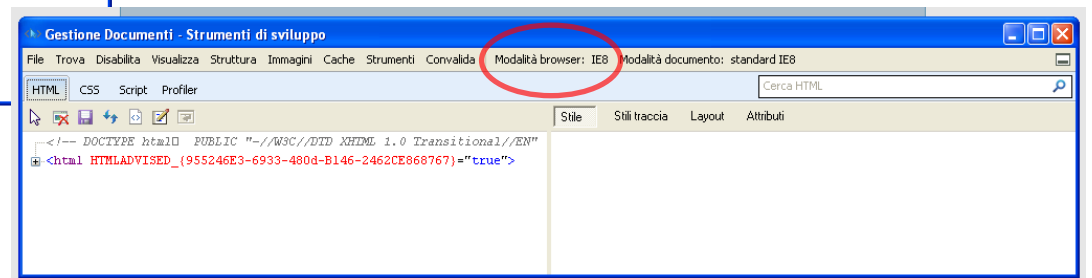 Gestione Documenti - Strumenti di sviluppo
File Trova Disabilita Visualizza Struttura Immagini Cache Strumenti Convalida Modalità browser: IE8 Modalità documento: standard IE8
HTML CSS Script Profiler Cerca HTML
Stile Stili traccia Layout Attributi
<!-- DOCTYPE html□ PUBLIC "-//W3C//DTD XHTML 1.0 Transitional//EN"
<html HTMLADVISED_{955246E3-6933-480d-B146-2462CE868767}="true">